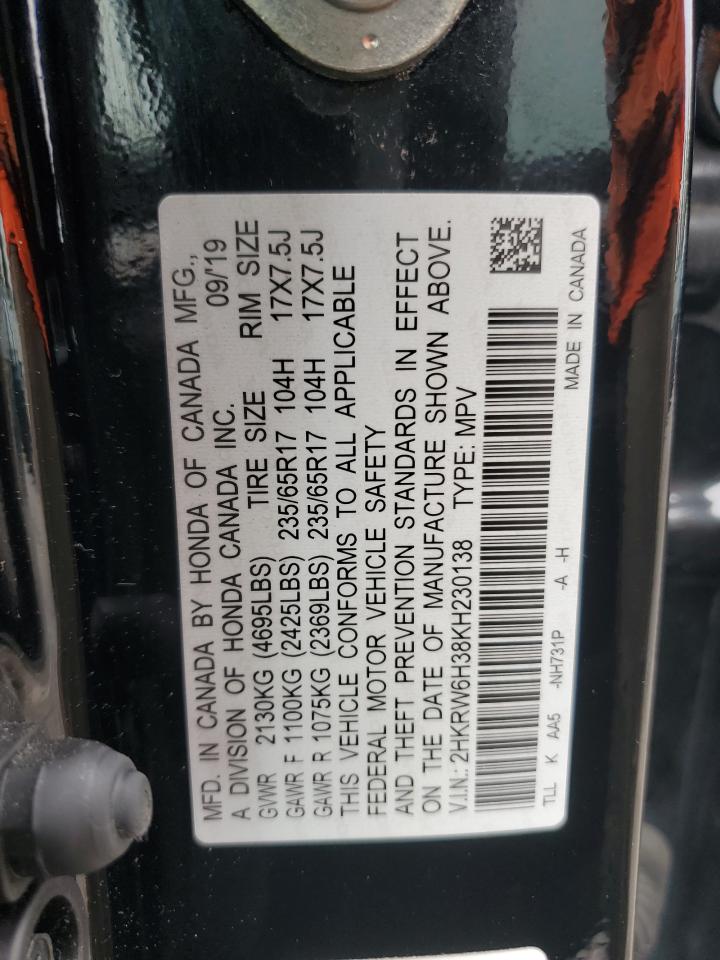 MFD. IN CANADA BY HONDA OF CANADA MFG.,
A DIVISION OF HONDA CANADA INC. 09/'19
GVWR 2130KG (4695LBS) TIRE SIZE RIM SIZE
GAWR F 1100KG (2425LBS) 235/65R17 104H 17X7.5J
GAWR R 1075KG (2369LBS) 235/65R17 104H 17X7.5J
THIS VEHICLE CONFORMS TO ALL APPLICABLE
FEDERAL MOTOR VEHICLE SAFETY
AND THEFT PREVENTION STANDARDS IN EFFECT
ON THE DATE OF MANUFACTURE SHOWN ABOVE.
V.I.N.: 2HKRW6H38KH230138 TYPE: MPV
TLL K AA5 -NH731P -A -H
MADE IN CANADA